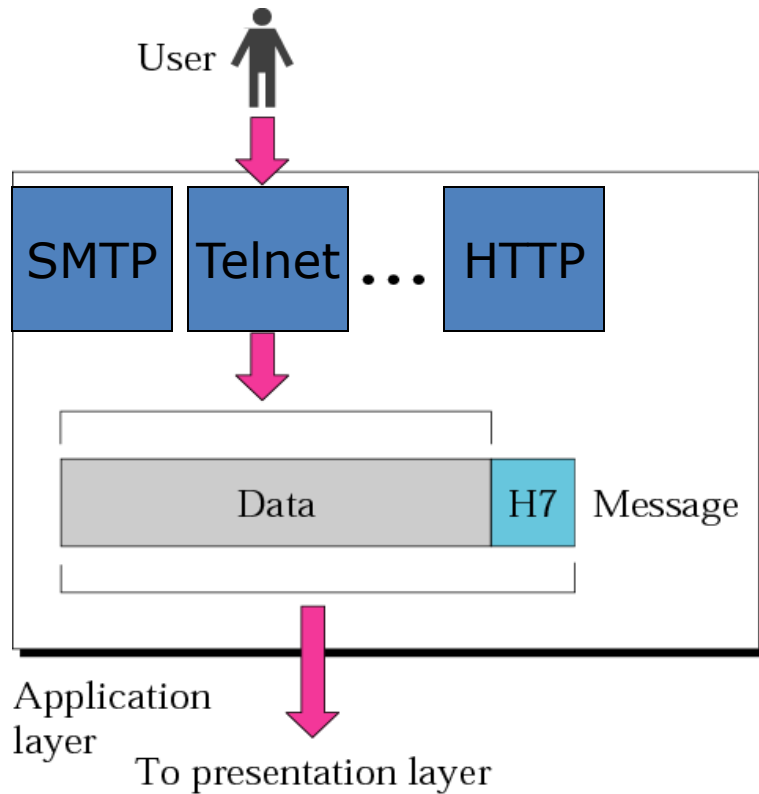 User
SMTP Telnet ... HTTP
Data H7 Message
Application
layer
To presentation layer